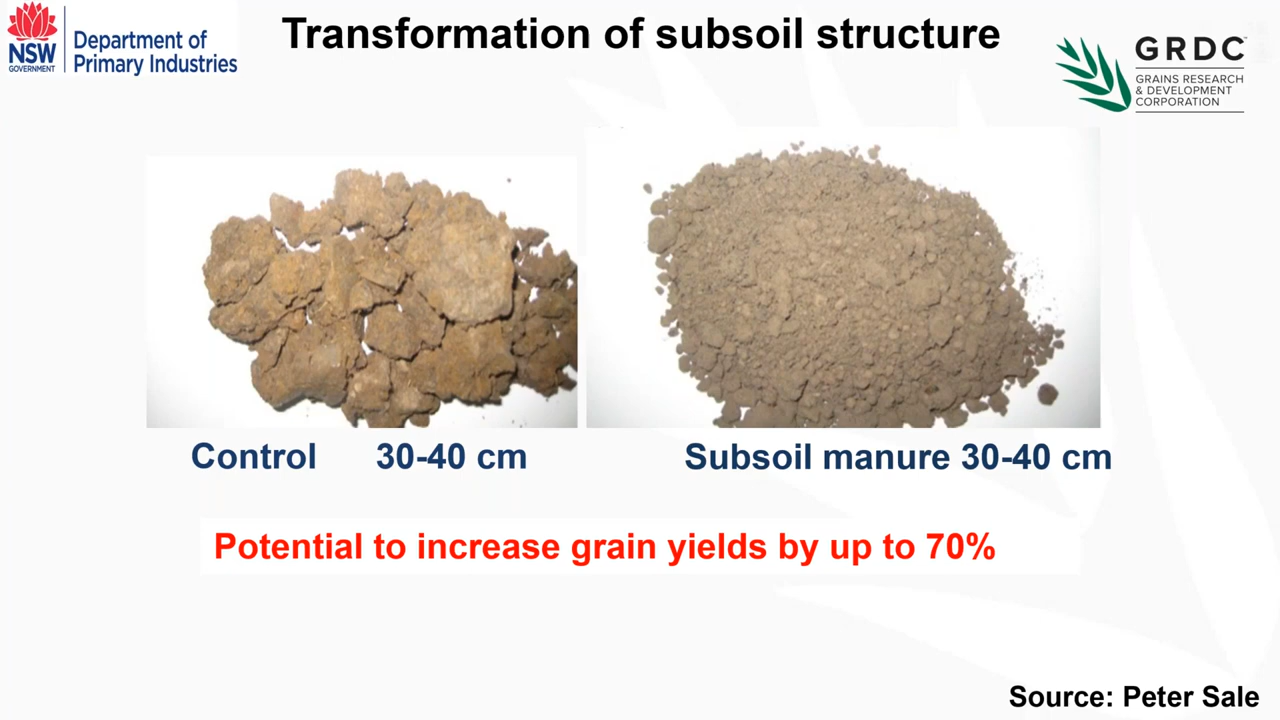 Transformation of subsoil structure
NSW
GOVERNMENT
Department of
Primary Industries
GRDC
GRAINS RESEARCH
& DEVELOPMENT
CORPORATION
Control 30-40 cm
Subsoil manure 30-40 cm
Potential to increase grain yields by up to 70%
Source: Peter Sale